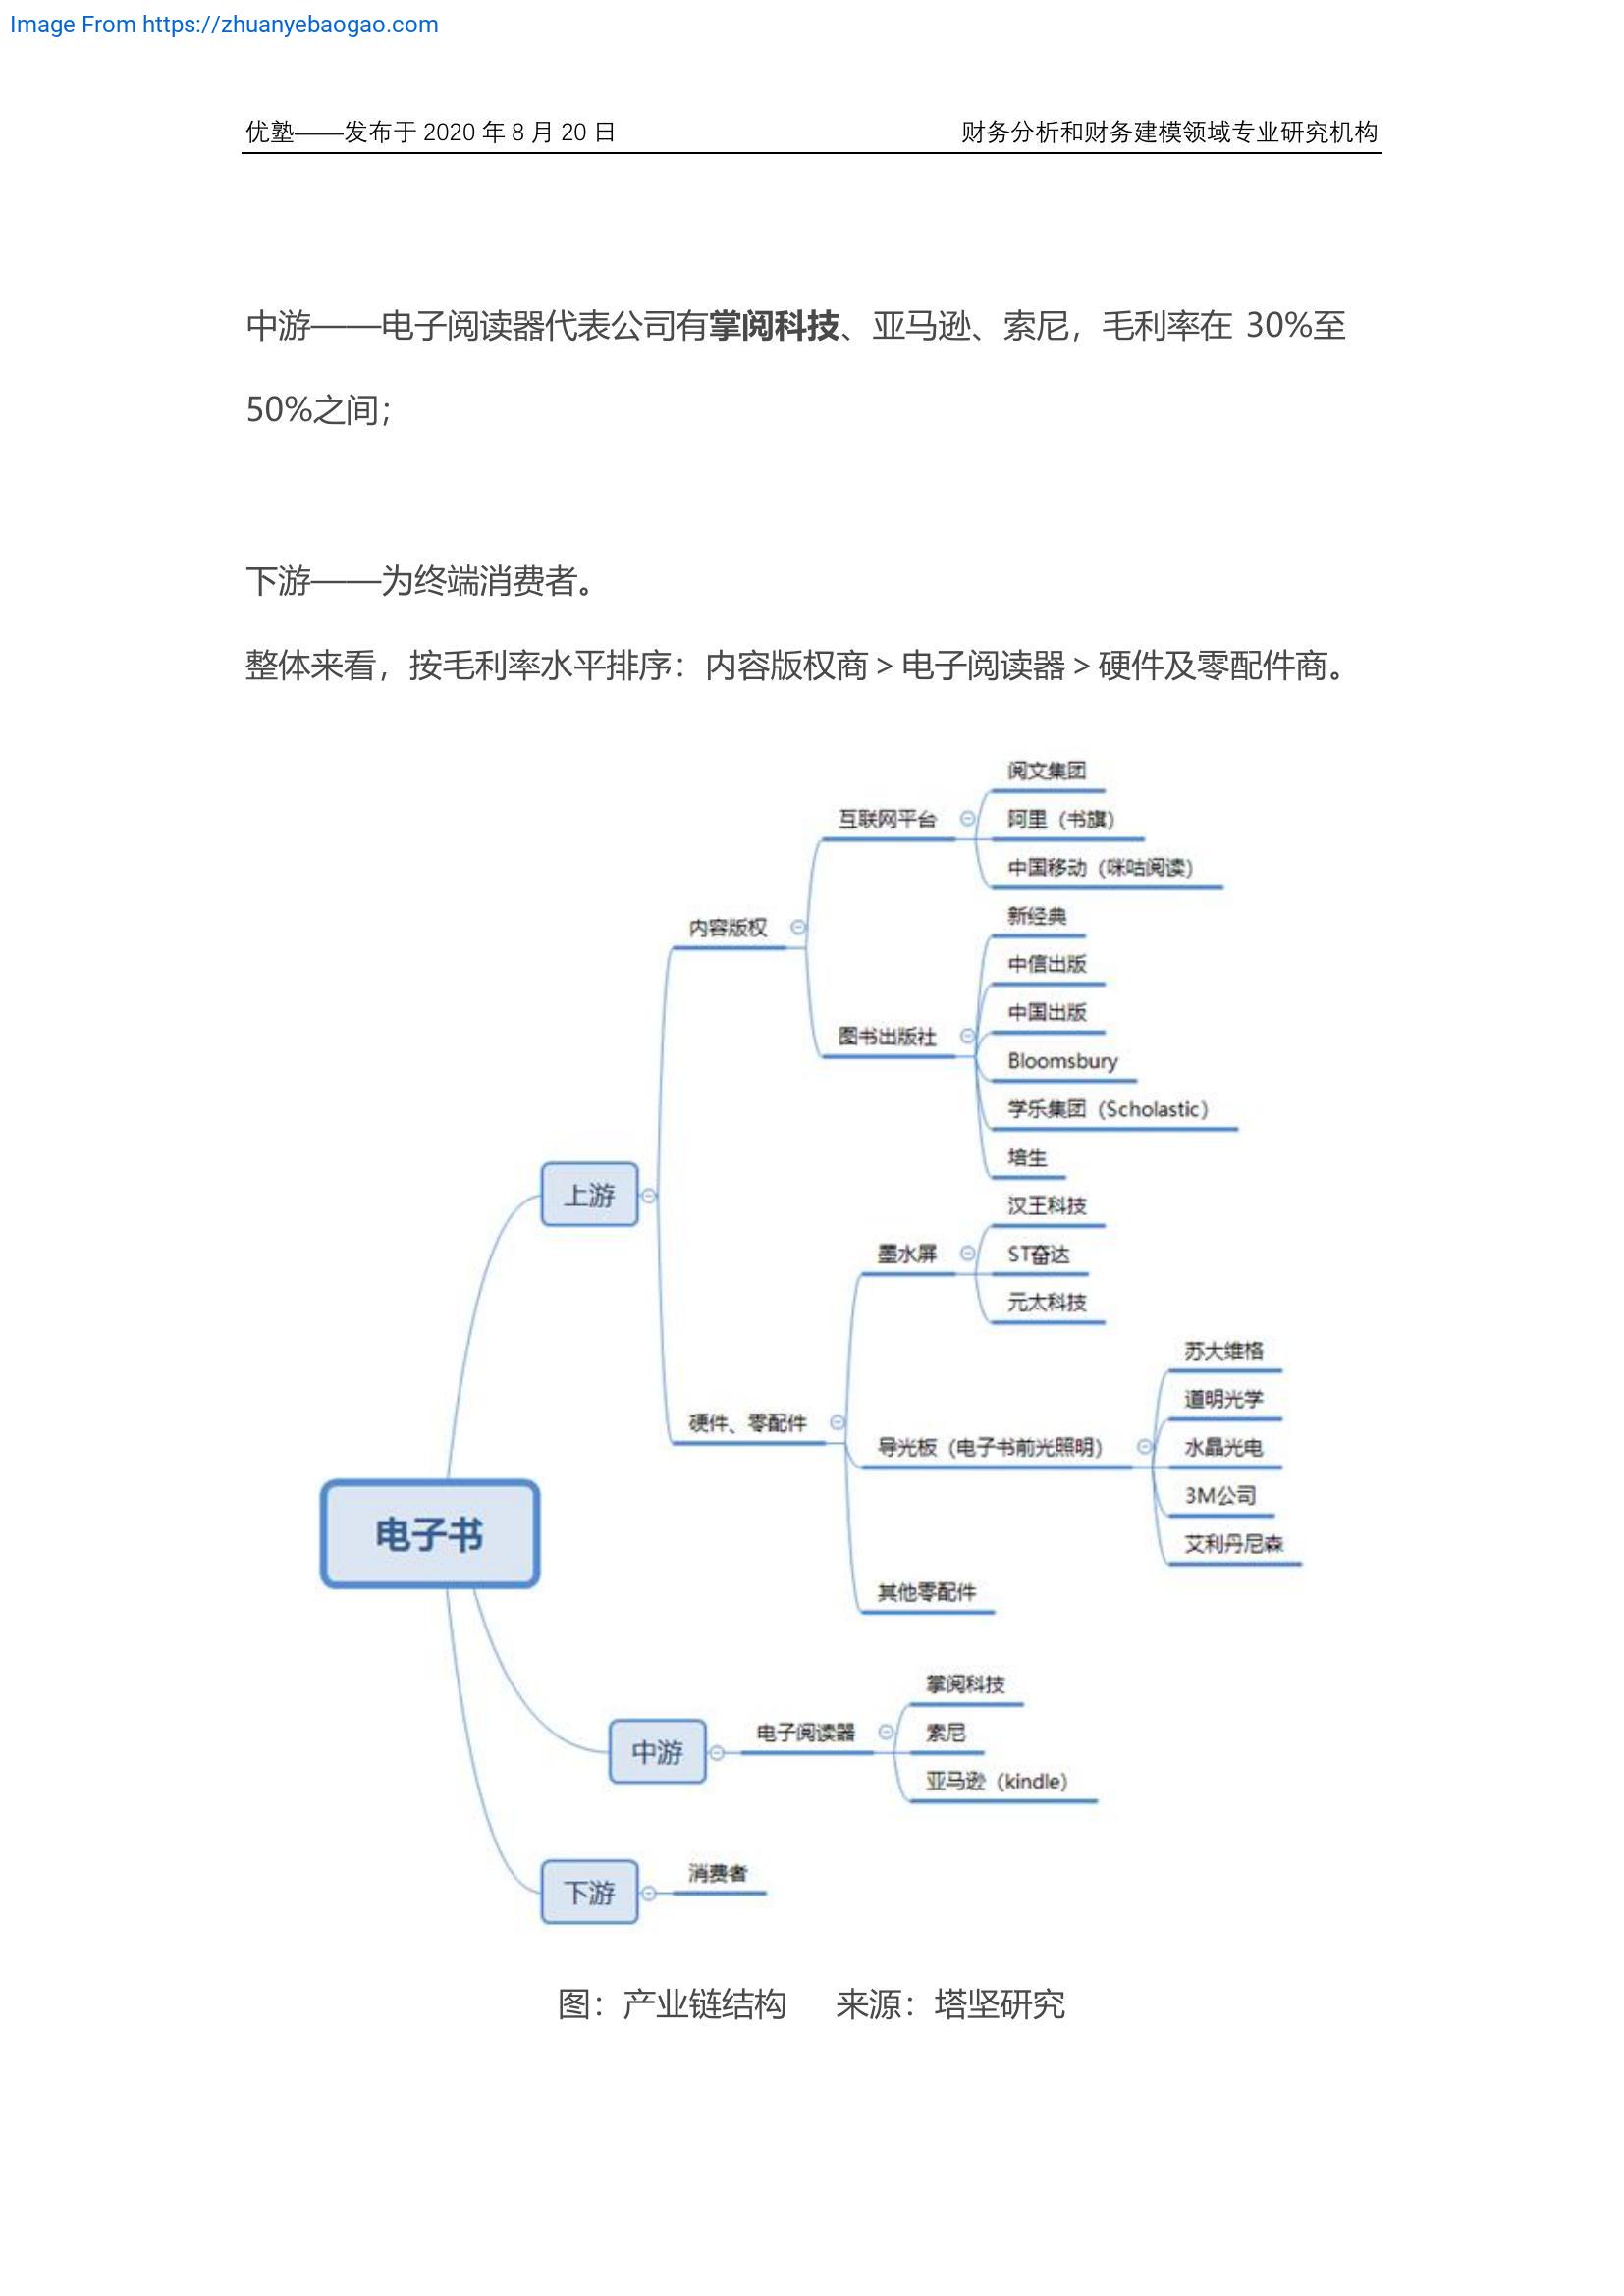 Image From https://zhuanyebaogao.com
优塾——发布于 2020 年 8 月 20 日
财务分析和财务建模领域专业研究机构
中游——电子阅读器代表公司有掌阅科技、亚马逊、索尼，毛利率在 30%至
50%之间；
下游——为终端消费者。
整体来看，按毛利率水平排序：内容版权商＞电子阅读器＞硬件及零配件商。
电子书
上游
内容版权
互联网平台
阅文集团
阿里（书旗）
中国移动（咪咕阅读）
图书出版社
新经典
中信出版
中国出版
Bloomsbury
学乐集团（Scholastic）
培生
硬件、零配件
墨水屏
汉王科技
ST奋达
元太科技
导光板（电子书前光照明）
苏大维格
道明光学
水晶光电
3M公司
艾利丹尼森
其他零配件
中游
电子阅读器
掌阅科技
索尼
亚马逊（kindle）
下游
消费者
图：产业链结构 来源：塔坚研究